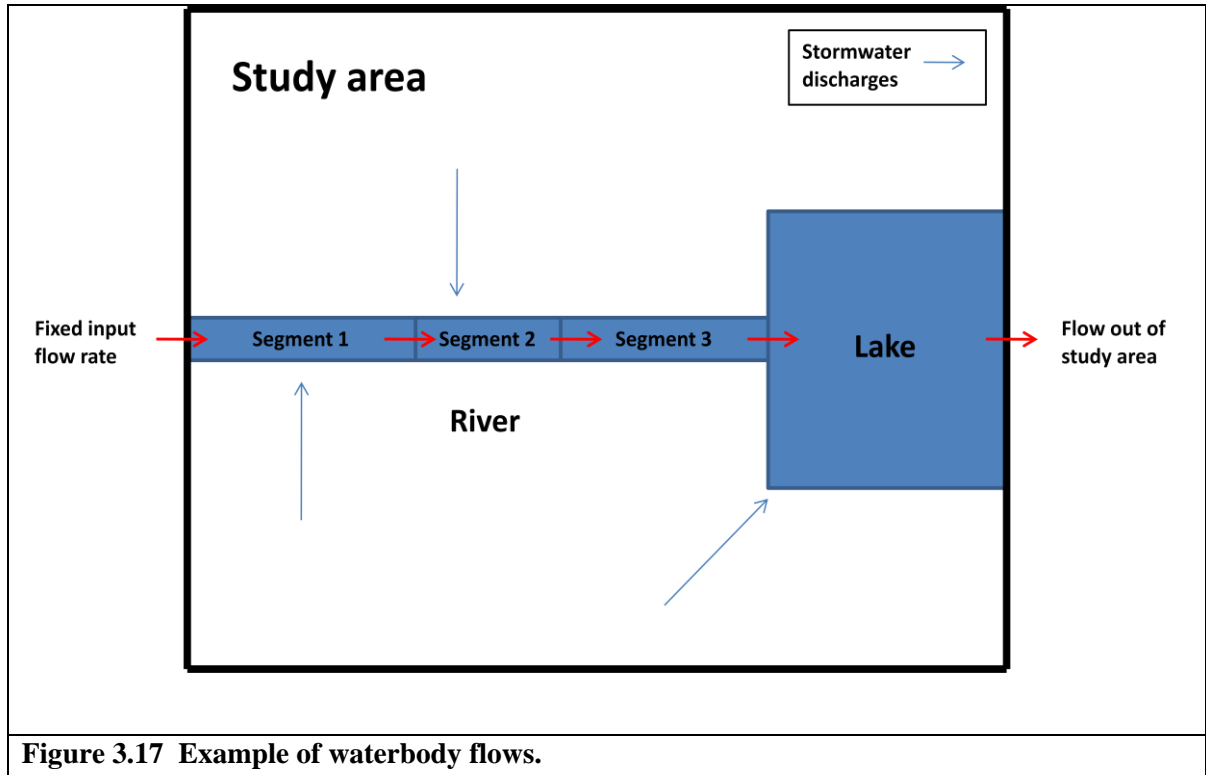 Study area
Stormwater
discharges
Fixed input
flow rate
Segment 1
Segment 2
Segment 3
Lake
Flow out of
study area
River
Figure 3.17 Example of waterbody flows.